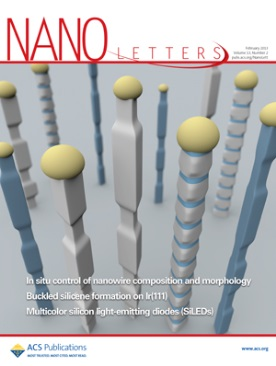 NANO LETTERS
February 2013
Volume 13, Number 2
pubs.acs.org/NanoLett
In situ control of nanowire composition and morphology
Buckled silicene formation on Ir(111)
Multicolor silicon light-emitting diodes (SiLEDs)
ACS Publications
MOST TRUSTED. MOST CITED. MOST READ.
www.acs.org